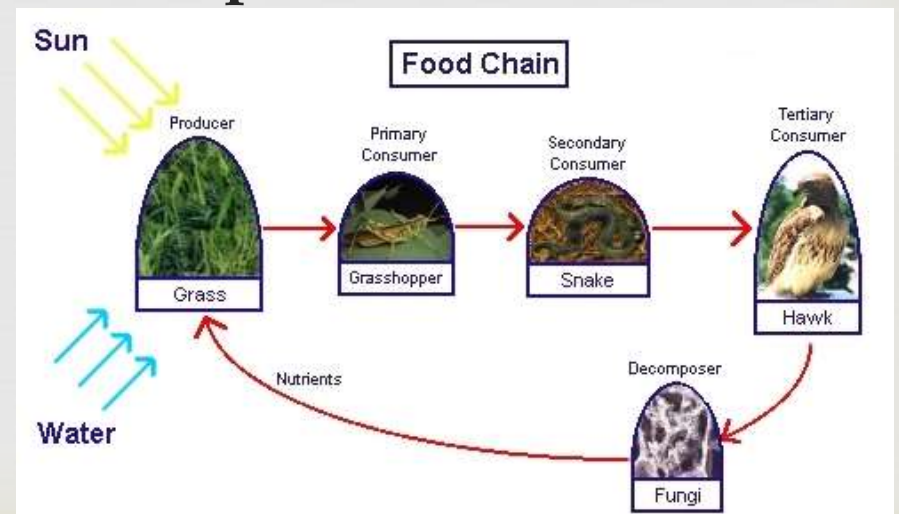 Sun
Food Chain
Producer
Primary
Consumer
Secondary
Consumer
Tertiary
Consumer
Grass
Grasshopper
Snake
Hawk
Nutrients
Decomposer
Water
Fungi